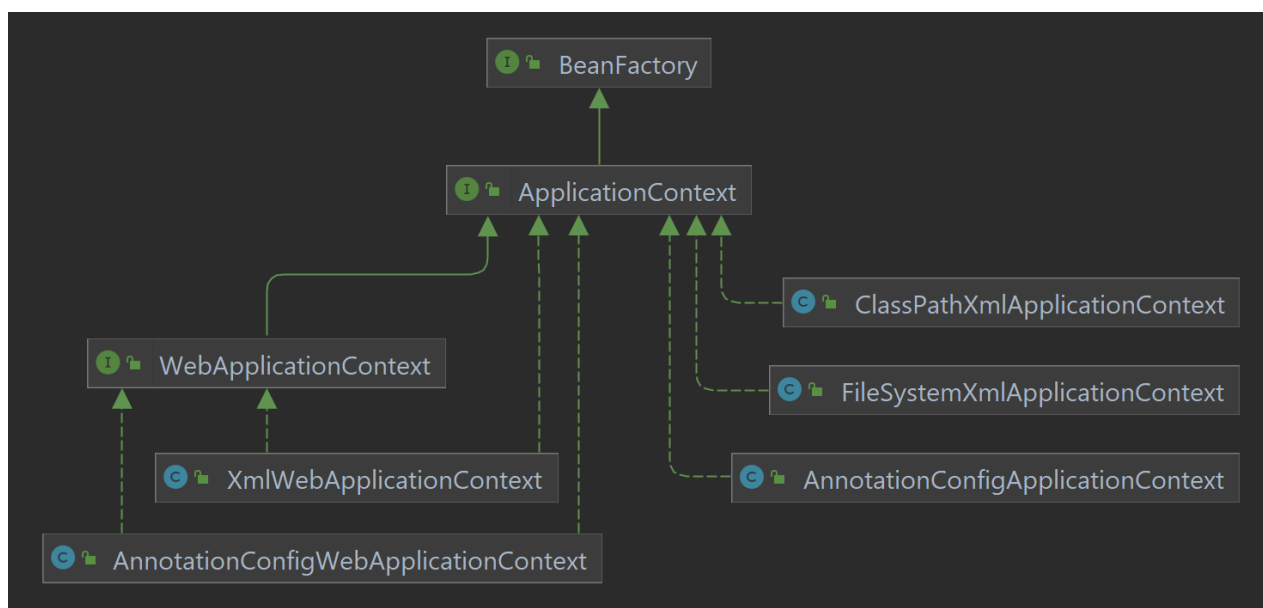 I BeanFactory
I ApplicationContext
C ClassPathXmlApplicationContext
I WebApplicationContext
C FileSystemXmlApplicationContext
C XmlWebApplicationContext
C AnnotationConfigApplicationContext
C AnnotationConfigWebApplicationContext